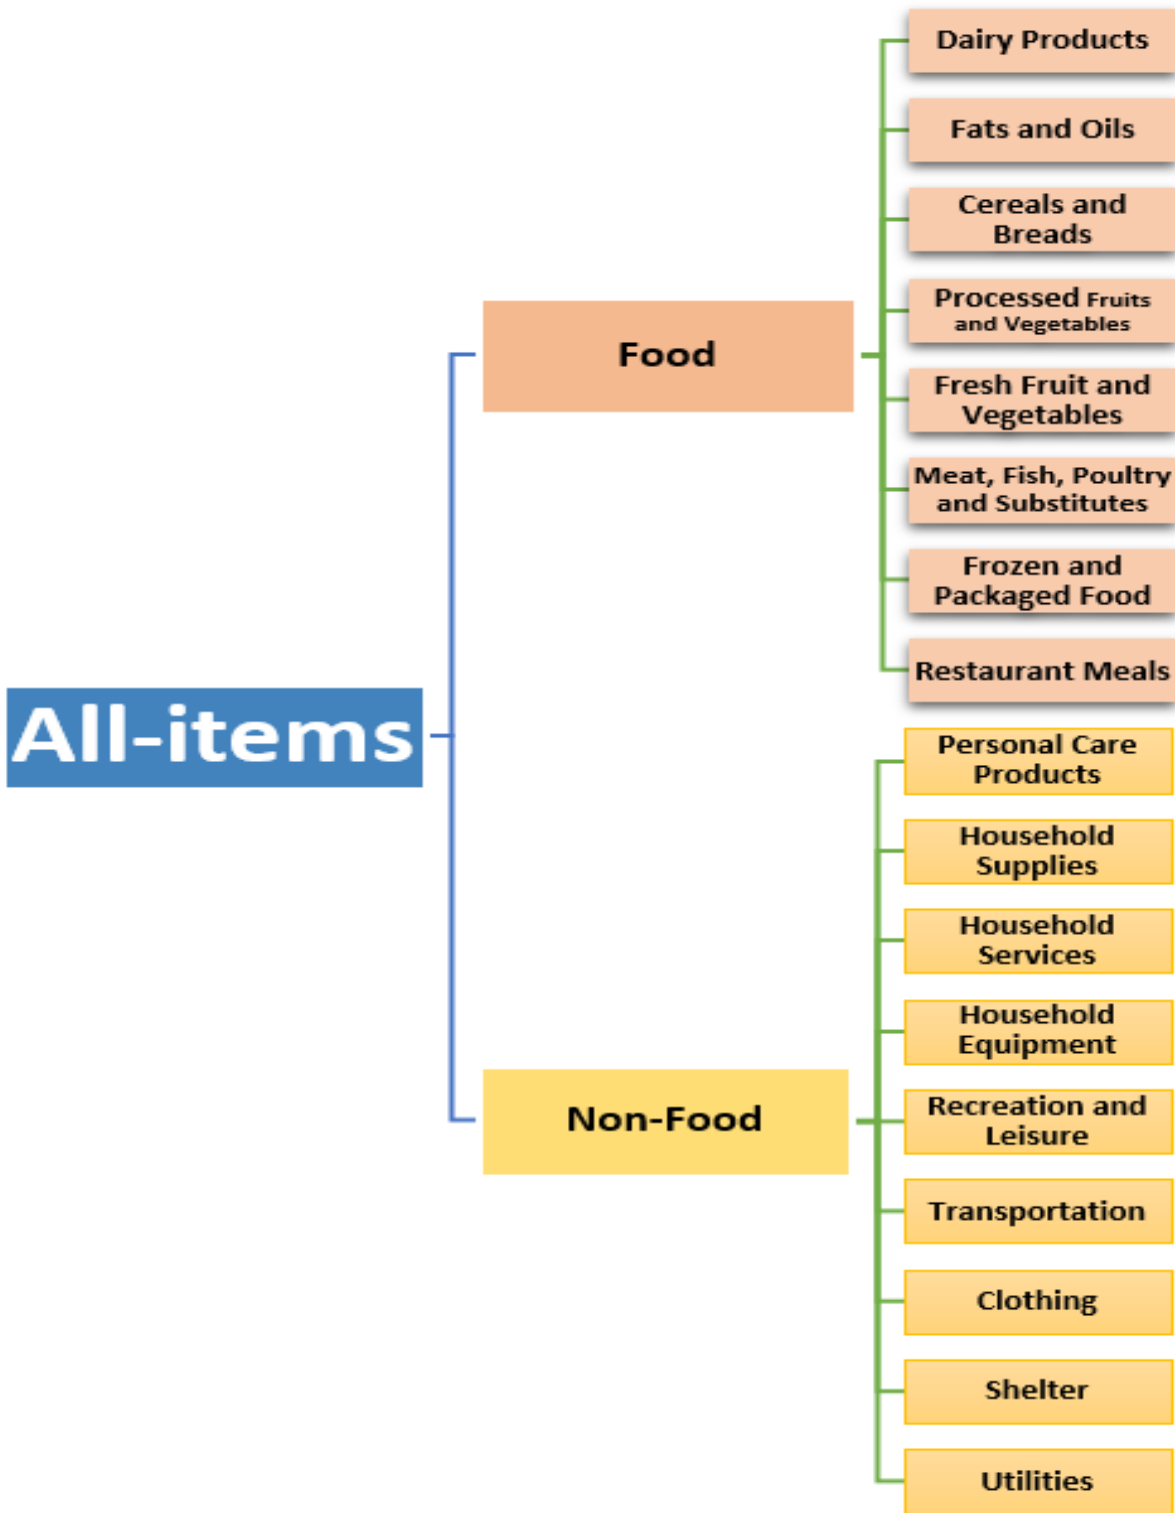 Dairy Products
Fats and Oils
Cereals and
Breads
Processed Fruits
and Vegetables
Food
Fresh Fruit and
Vegetables
Meat, Fish, Poultry
and Substitutes
Frozen and
Packaged Food
Restaurant Meals
All-items
Personal Care
Products
Household
Supplies
Household
Services
Household
Equipment
Non-Food
Recreation and
Leisure
Transportation
Clothing
Shelter
Utilities